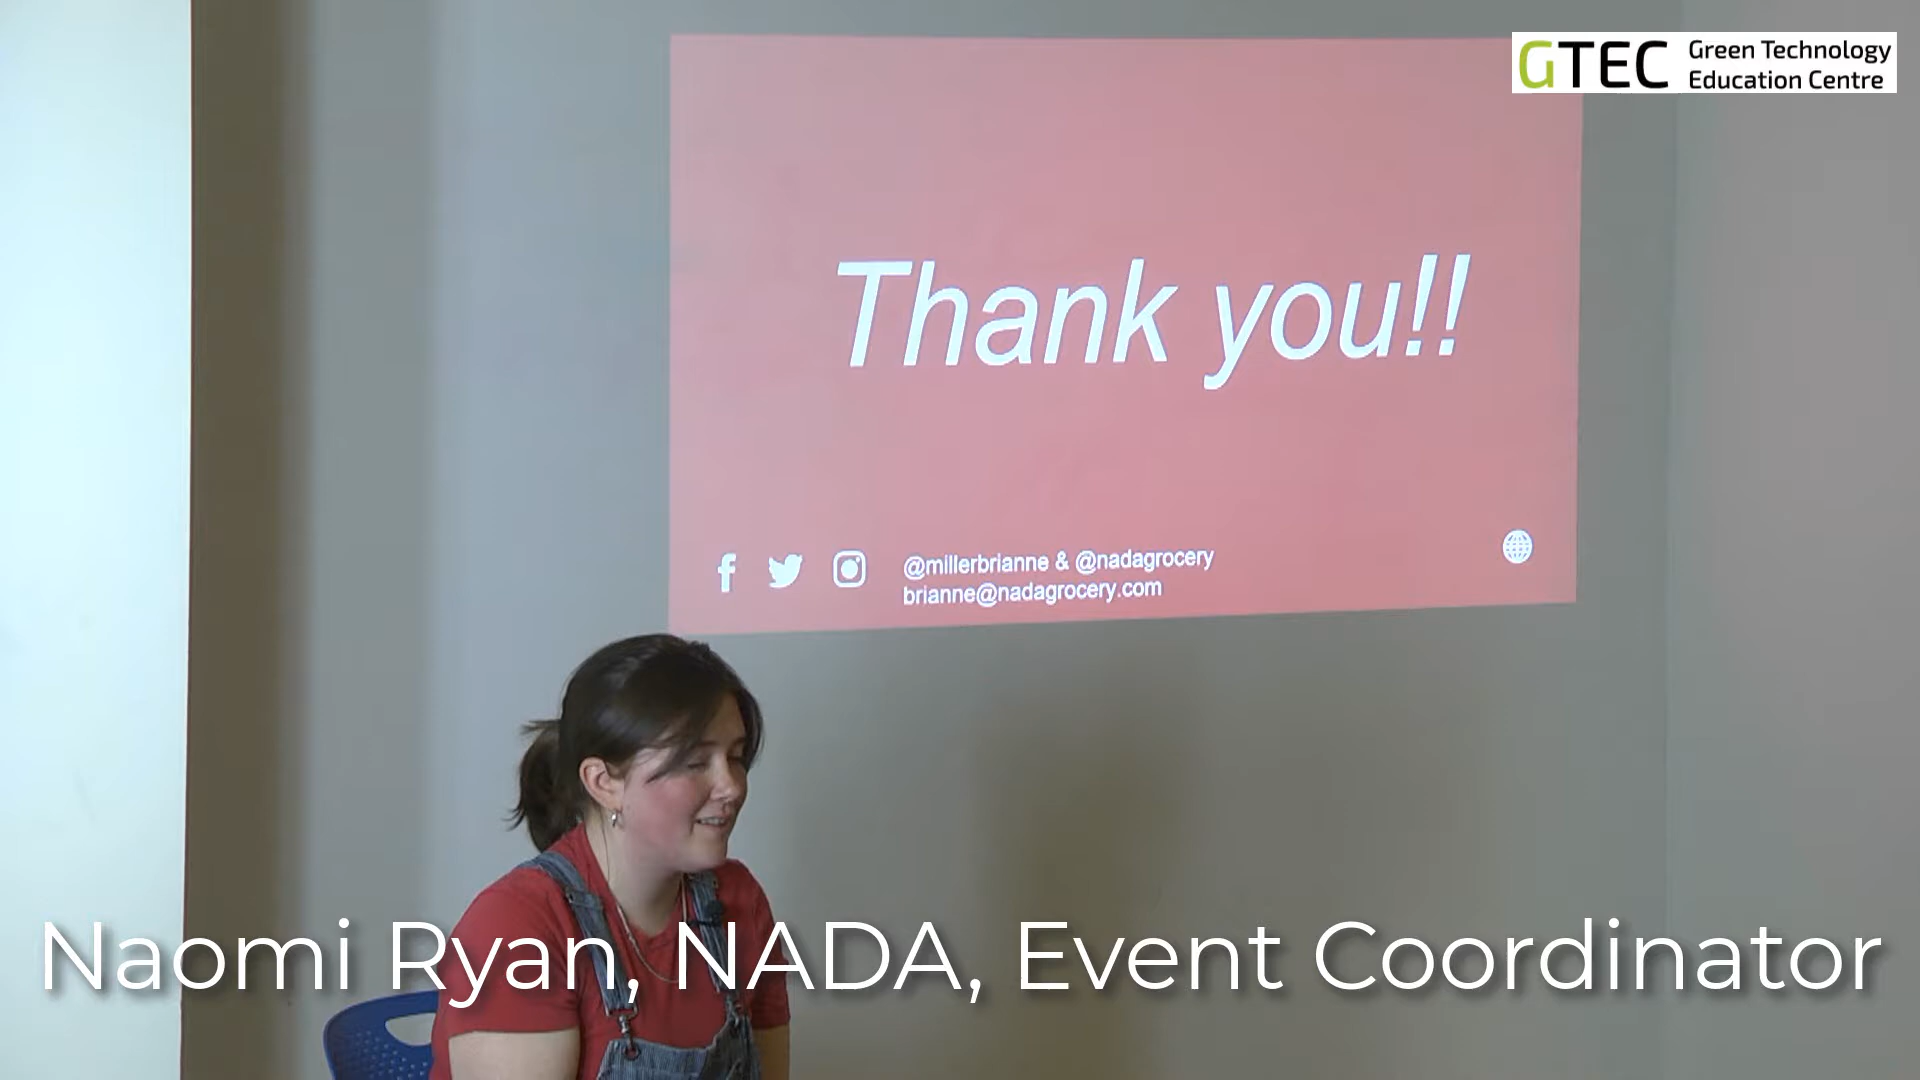 GTEC Green Technology
Education Centre
Thank you!!
@millerbrianne & @nadagrocery
brianne@nadagrocery.com
Naomi Ryan, NADA, Event Coordinator